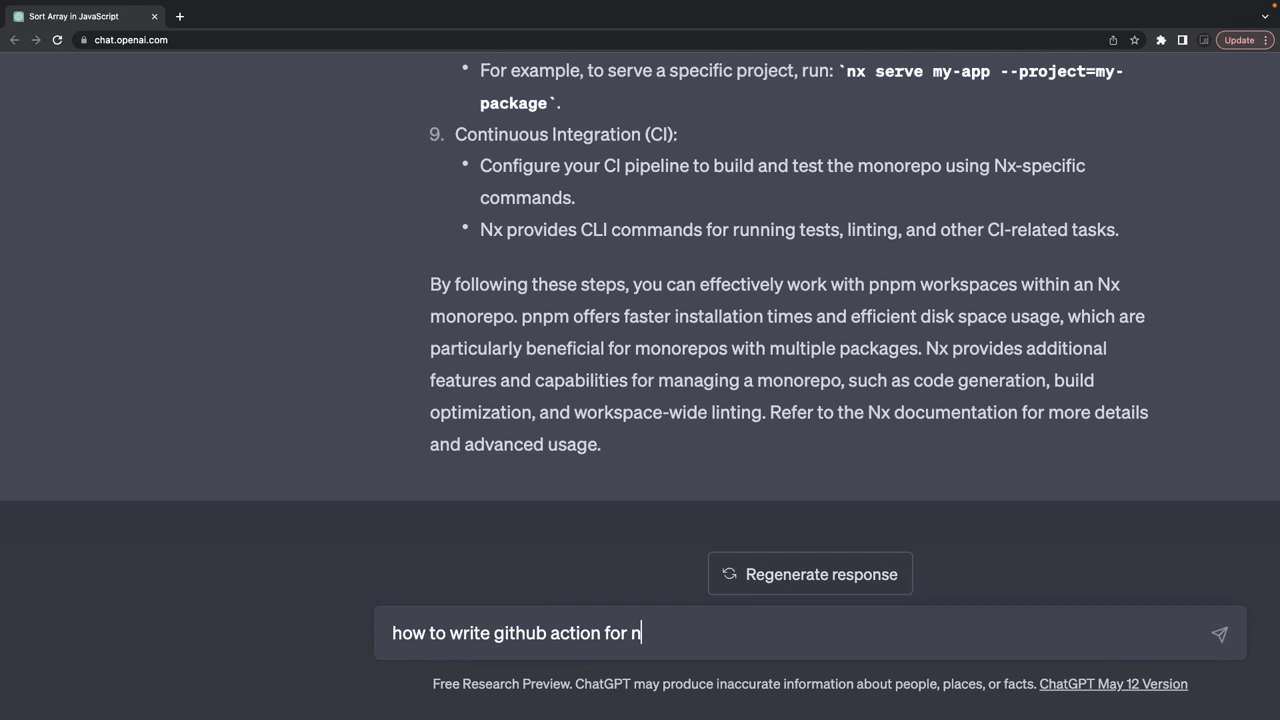 Sort Array in JavaScript
chat.openai.com
Update
• For example, to serve a specific project, run: `nx serve my-app --project=my-
package`.
9. Continuous Integration (CI):
• Configure your CI pipeline to build and test the monorepo using Nx-specific
commands.
• Nx provides CLI commands for running tests, linting, and other CI-related tasks.
By following these steps, you can effectively work with pnpm workspaces within an Nx
monorepo. pnpm offers faster installation times and efficient disk space usage, which are
particularly beneficial for monorepos with multiple packages. Nx provides additional
features and capabilities for managing a monorepo, such as code generation, build
optimization, and workspace-wide linting. Refer to the Nx documentation for more details
and advanced usage.
Regenerate response
how to write github action for n
Free Research Preview. ChatGPT may produce inaccurate information about people, places, or facts. ChatGPT May 12 Version